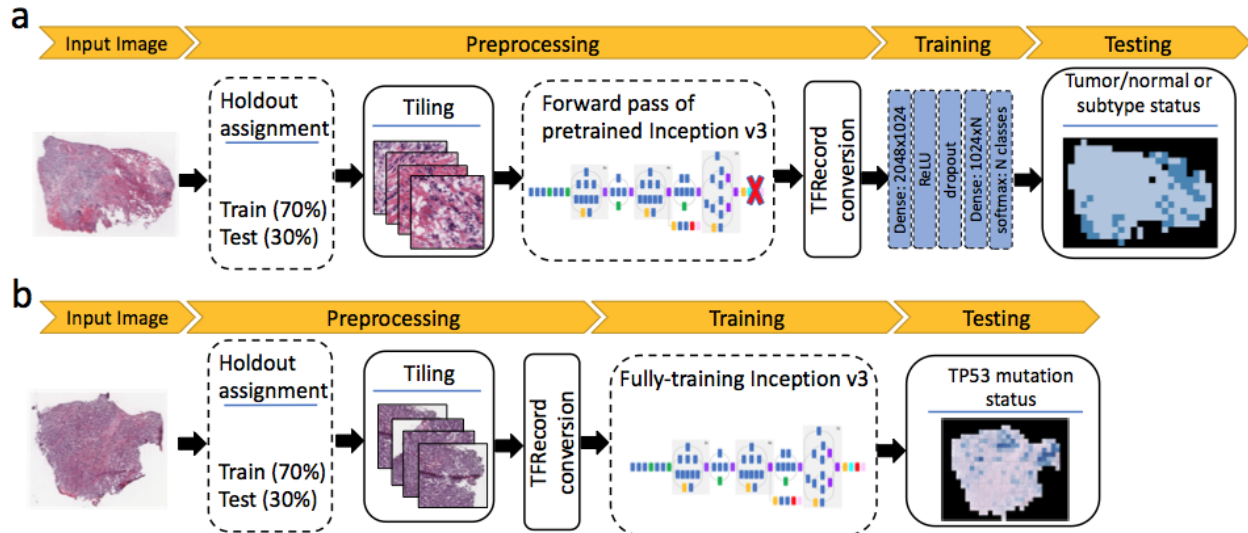 a
Input Image
Preprocessing
Training
Testing
Holdout
assignment
Train (70%)
Test (30%)
Tiling
Forward pass of
pretrained Inception v3
X
TFRecord
conversion
Dense: 2048x1024
ReLU
dropout
Dense: 1024xN
softmax: N classes
Tumor/normal or
subtype status
b
Input Image
Preprocessing
Training
Testing
Holdout
assignment
Train (70%)
Test (30%)
Tiling
TFRecord
conversion
Fully-training Inception v3
TP53 mutation
status